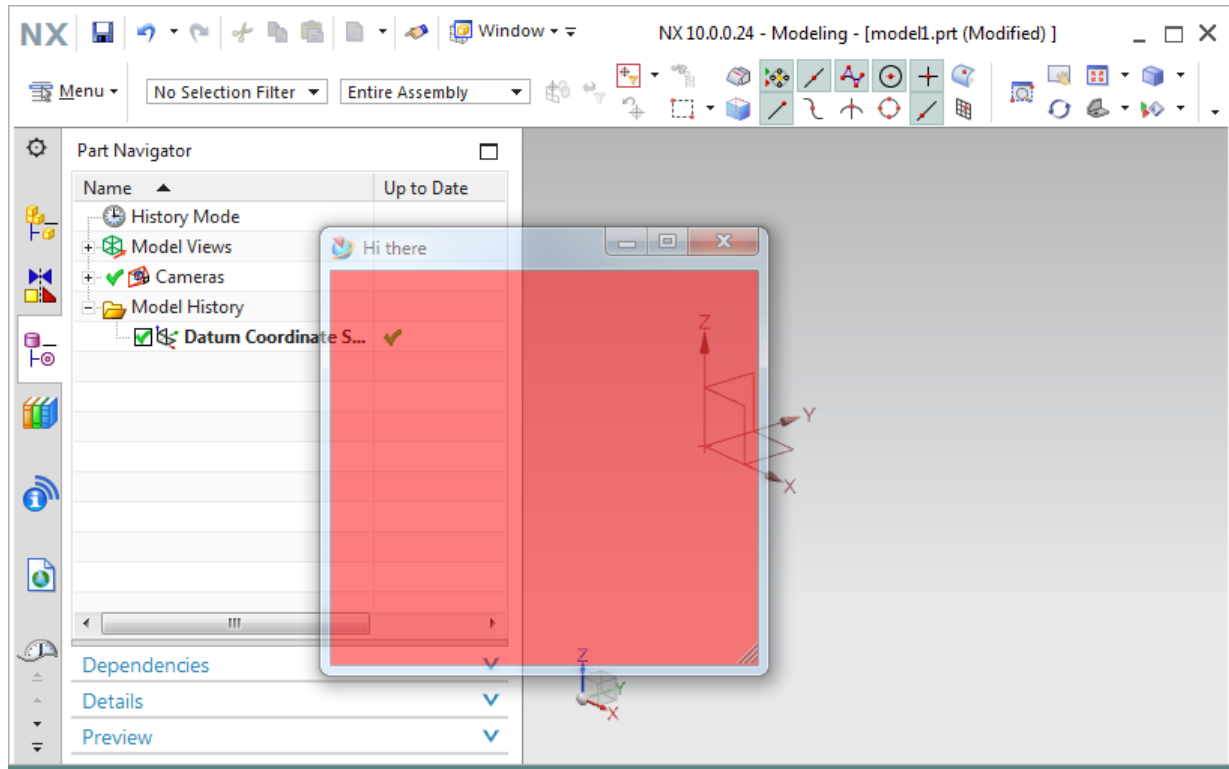 NX Window NX 10.0.0.24 - Modeling - [model1.prt (Modified) ]
Menu No Selection Filter Entire Assembly
Part Navigator
Name Up to Date
History Mode
Model Views
Hi there
Cameras
Model History
Z
Datum Coordinate S...
Y
X
Z
Dependencies
Y
Details
X
Preview